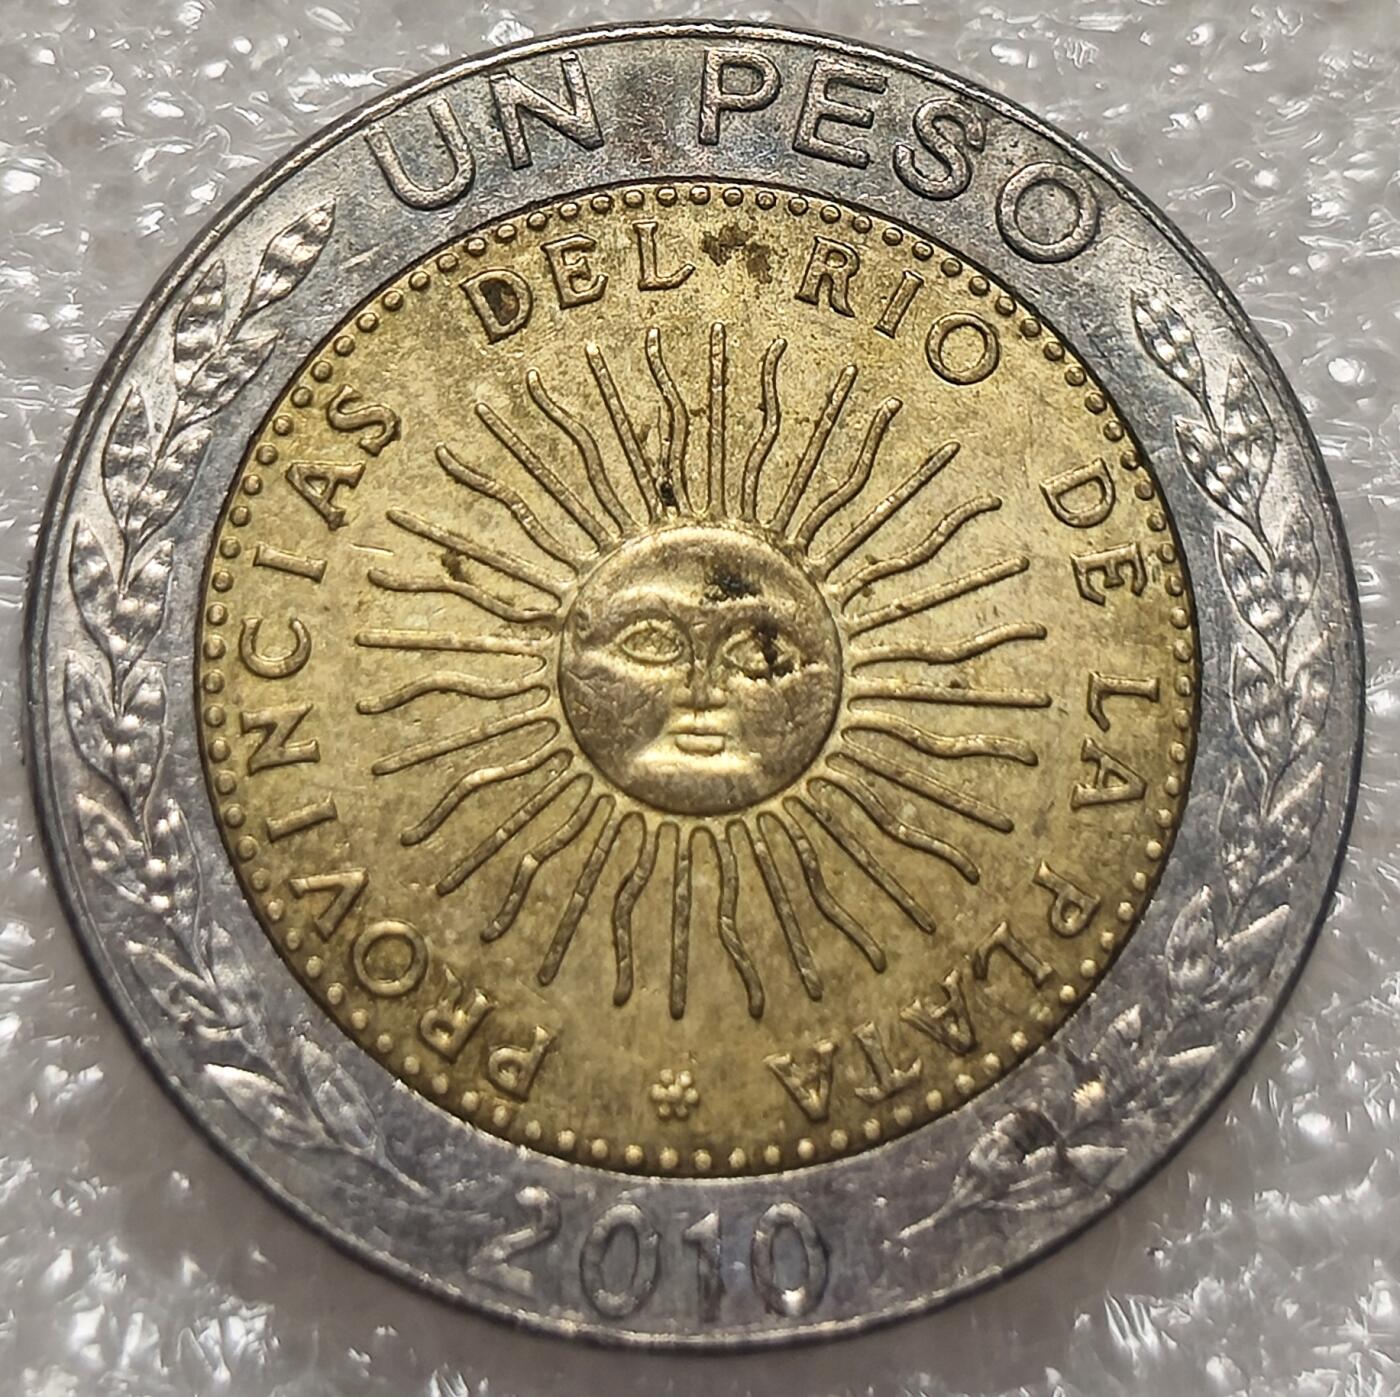 UN PESO
PROVINCIAS DEL RIO DE LA PLATA
2010